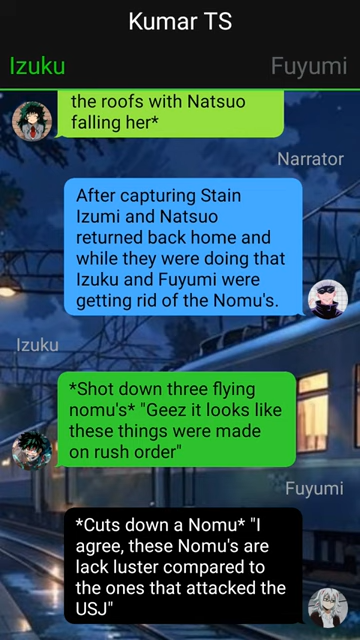 Kumar TS
Izuku
Fuyumi
the roofs with Natsuo
falling her*
Narrator
After capturing Stain
Izumi and Natsuo
returned back home and
while they were doing that
Izuku and Fuyumi were
getting rid of the Nomu's.
Izuku
*Shot down three flying
nomu's* "Geez it looks like
these things were made
on rush order"
Fuyumi
*Cuts down a Nomu* "I
agree, these Nomu's are
lack luster compared to
the ones that attacked the
USJ"